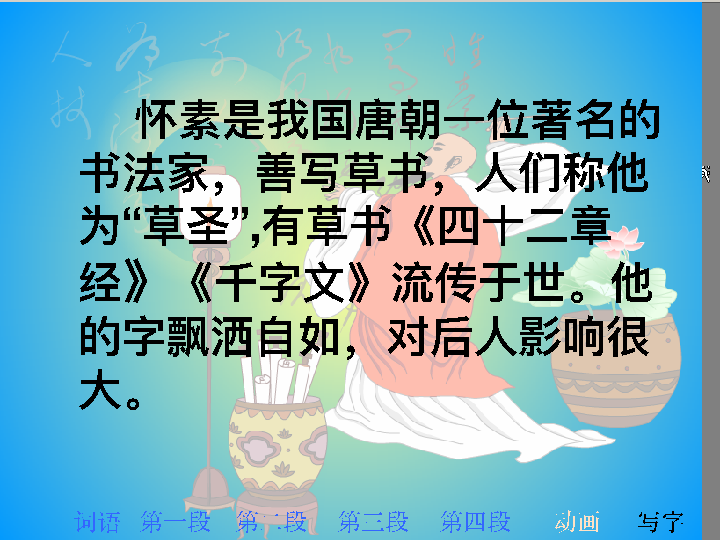 怀素是我国唐朝一位著名的
书法家，善写草书，人们称他
为“草圣”,有草书《四十二章
经》《千字文》流传于世。他
的字飘洒自如，对后人影响很
大。
词语 第一段 第二段 第三段 第四段 动画 写字